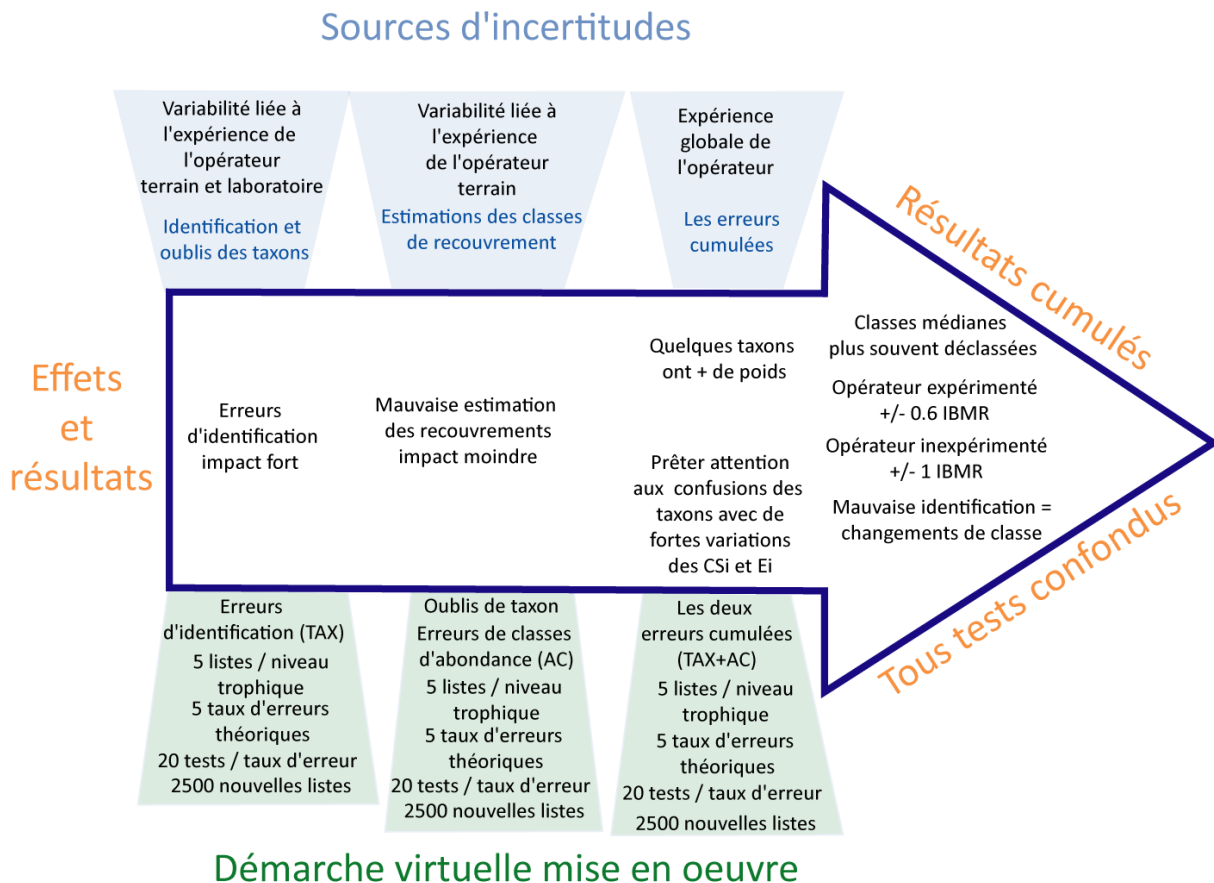 Sources d'incertitudes
Variabilité liée à
l'expérience de
l'opérateur
terrain et laboratoire
Identification et
oublis des taxons
Variabilité liée à
l'expérience
de l'opérateur
terrain
Estimations des classes
de recouvrement
Expérience
globale de
l'opérateur
Les erreurs
cumulées
Effets
et
résultats
Erreurs
d'identification
impact fort
Mauvaise estimation
des recouvrements
impact moindre
Quelques taxons
ont + de poids
Prêter attention
aux confusions des
taxons avec de
fortes variations
des CSi et Ei
Classes médianes
plus souvent déclassées
Opérateur expérimenté
+/- 0.6 IBMR
Opérateur inexpérimenté
+/- 1 IBMR
Mauvaise identification =
changements de classe
Résultats cumulés
Tous tests confondus
Erreurs
d'identification (TAX)
5 listes / niveau
trophique
5 taux d'erreurs
théoriques
20 tests / taux d'erreur
2500 nouvelles listes
Oublis de taxon
Erreurs de classes
d'abondance (AC)
5 listes / niveau
trophique
5 taux d'erreurs
théoriques
20 tests / taux d'erreur
2500 nouvelles listes
Les deux
erreurs cumulées
(TAX+AC)
5 listes / niveau
trophique
5 taux d'erreurs
théoriques
20 tests / taux d'erreur
2500 nouvelles listes
Démarche virtuelle mise en oeuvre